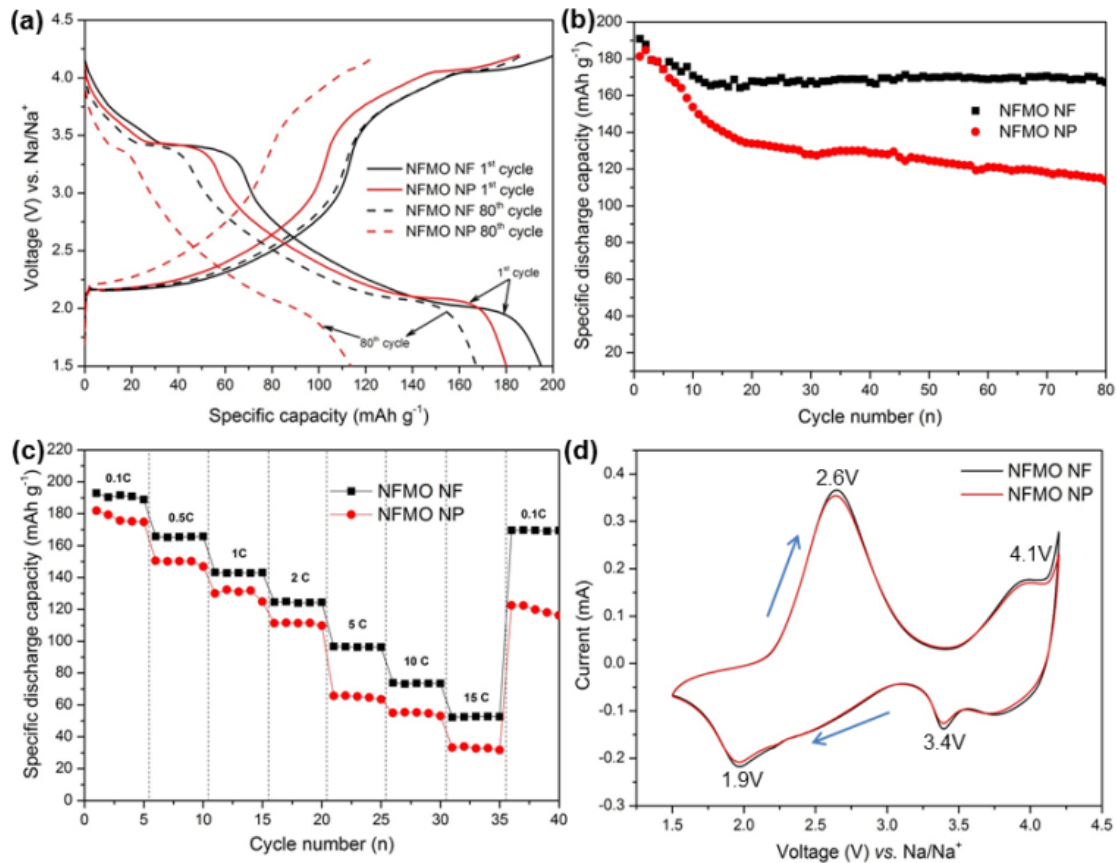 (a)
4.5
4.0
3.5
3.0
2.5
2.0
1.5
Voltage (V) vs. Na/Na⁺
NFMO NF 1ˢᵗ cycle
NFMO NP 1ˢᵗ cycle
NFMO NF 80ᵗʰ cycle
NFMO NP 80ᵗʰ cycle
1ˢᵗ cycle
80ᵗʰ cycle
0 20 40 60 80 100 120 140 160 180 200
Specific capacity (mAh g⁻¹)
(b)
200
180
160
140
120
100
80
60
40
20
Specific discharge capacity (mAh g⁻¹)
NFMO NF
NFMO NP
0 10 20 30 40 50 60 70 80
Cycle number (n)
(c)
220
200
180
160
140
120
100
80
60
40
20
0
Specific discharge capacity (mAh g⁻¹)
0.1C
0.5C
1C
2 C
5 C
10 C
15 C
0.1C
NFMO NF
NFMO NP
0 5 10 15 20 25 30 35 40
Cycle number (n)
(d)
0.4
0.3
0.2
0.1
0.0
-0.1
-0.2
-0.3
Current (mA)
NFMO NF
NFMO NP
2.6V
4.1V
3.4V
1.9V
1.5 2.0 2.5 3.0 3.5 4.0 4.5
Voltage (V) vs. Na/Na⁺